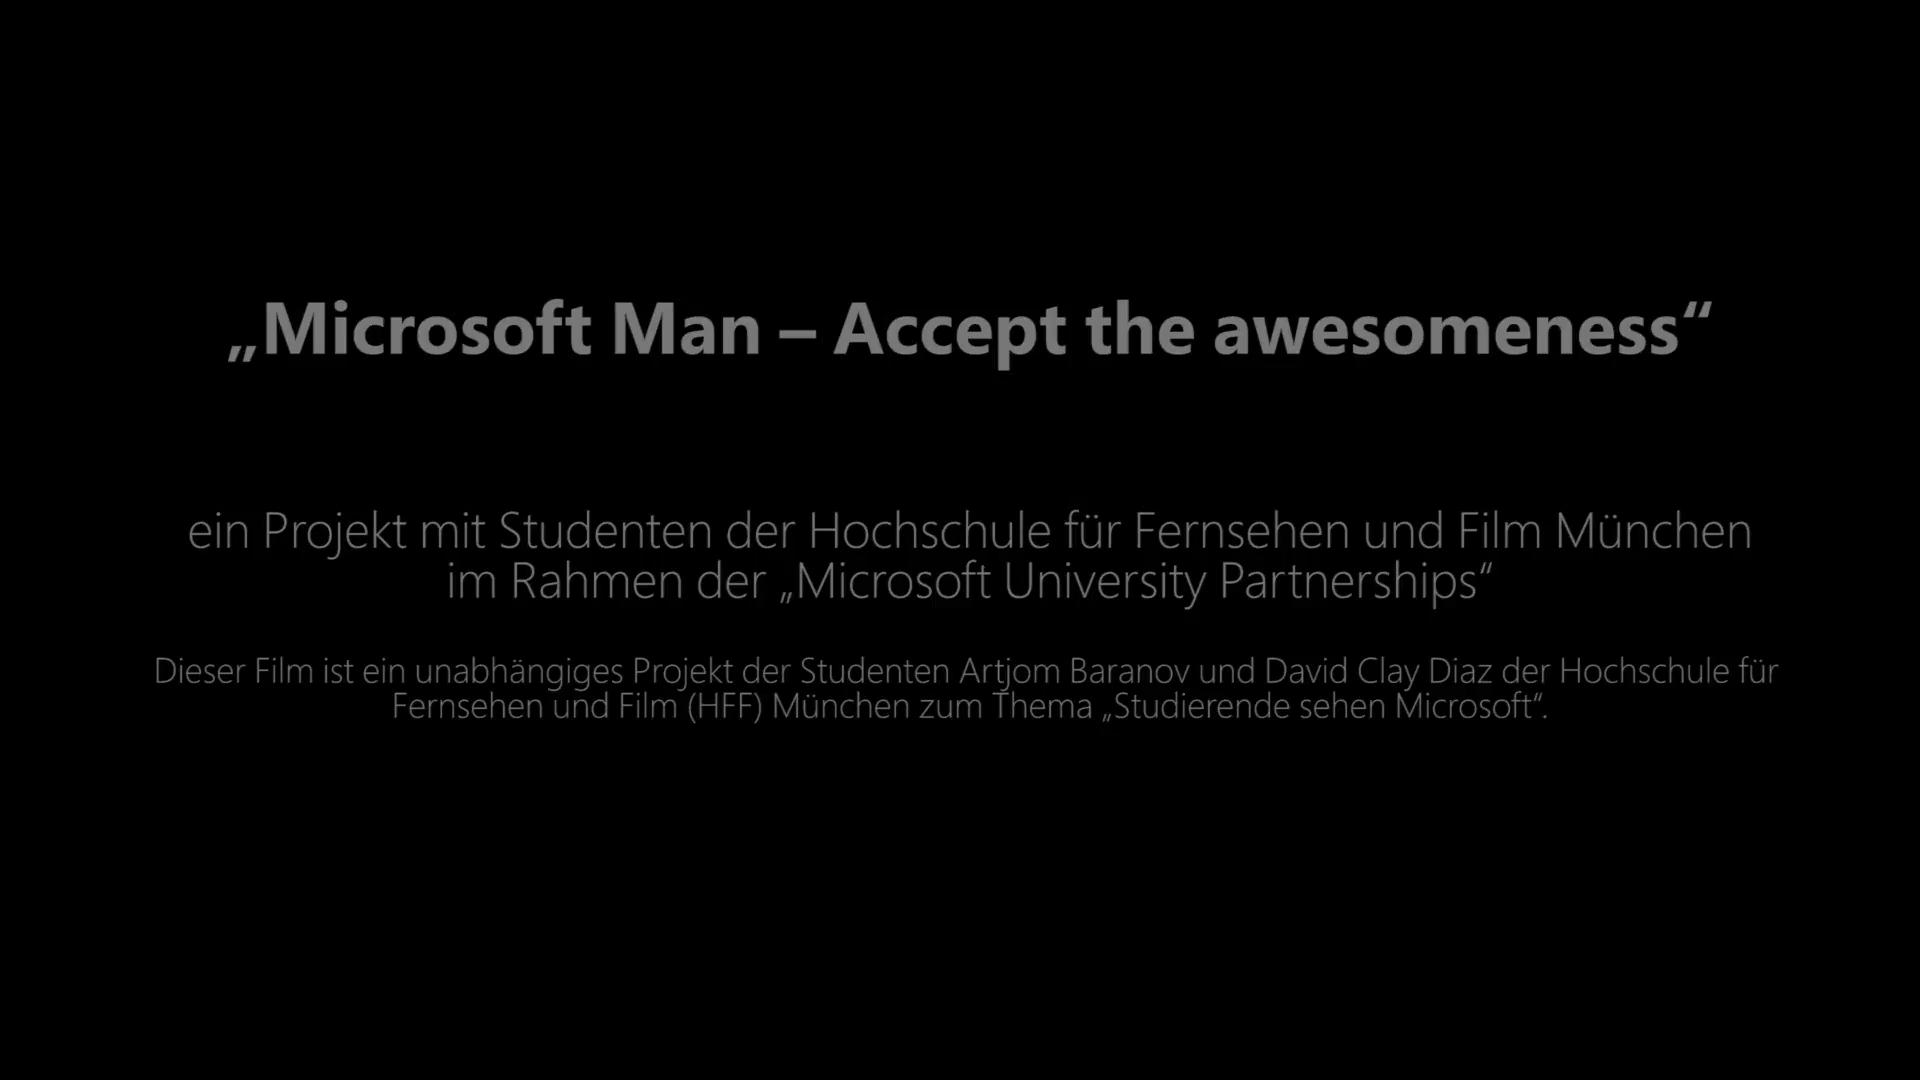 „Microsoft Man – Accept the awesomeness“
ein Projekt mit Studenten der Hochschule für Fernsehen und Film München
im Rahmen der „Microsoft University Partnerships“
Dieser Film ist ein unabhängiges Projekt der Studenten Artjom Baranov und David Clay Diaz der Hochschule für
Fernsehen und Film (HFF) München zum Thema „Studierende sehen Microsoft“.